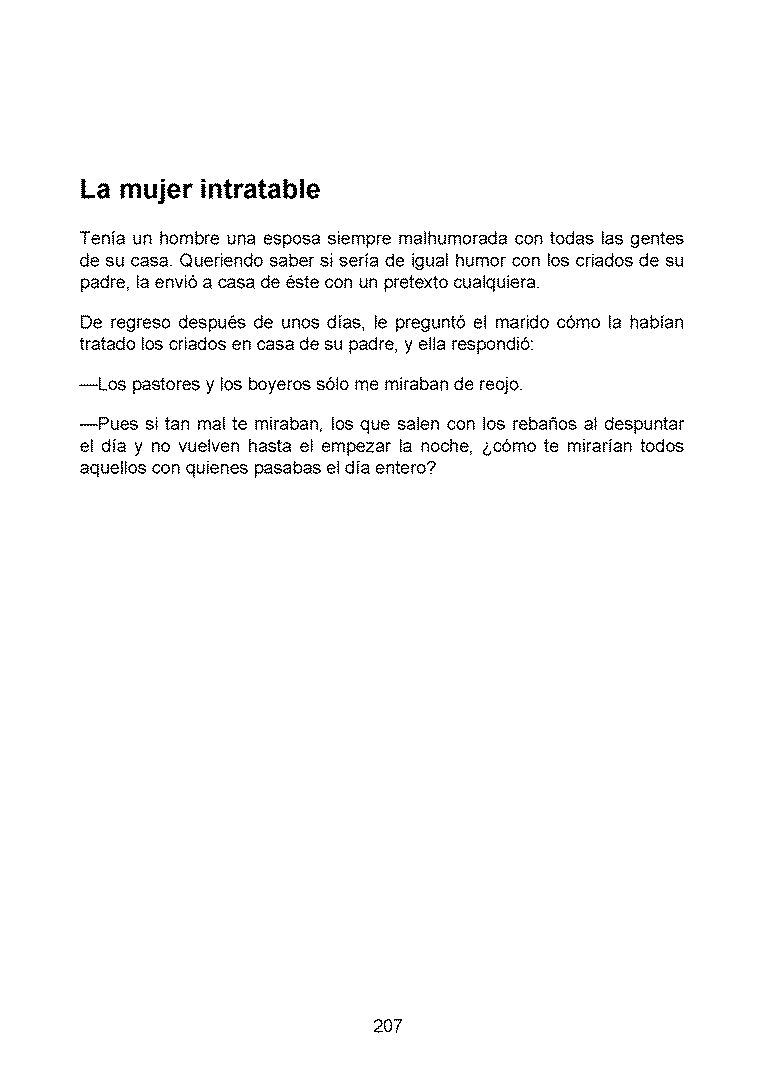 La mujer intratable
Tenía un hombre una esposa siempre malhumorada con todas las gentes
de su casa. Queriendo saber si sería de igual humor con los criados de su
padre, la envió a casa de éste con un pretexto cualquiera.
De regreso después de unos días, le preguntó el marido cómo la habían
tratado los criados en casa de su padre, y ella respondió:
—Los pastores y los boyeros sólo me miraban de reojo.
—Pues si tan mal te miraban, los que salen con los rebaños al despuntar
el día y no vuelven hasta el empezar la noche, ¿cómo te mirarían todos
aquellos con quienes pasabas el día entero?
207